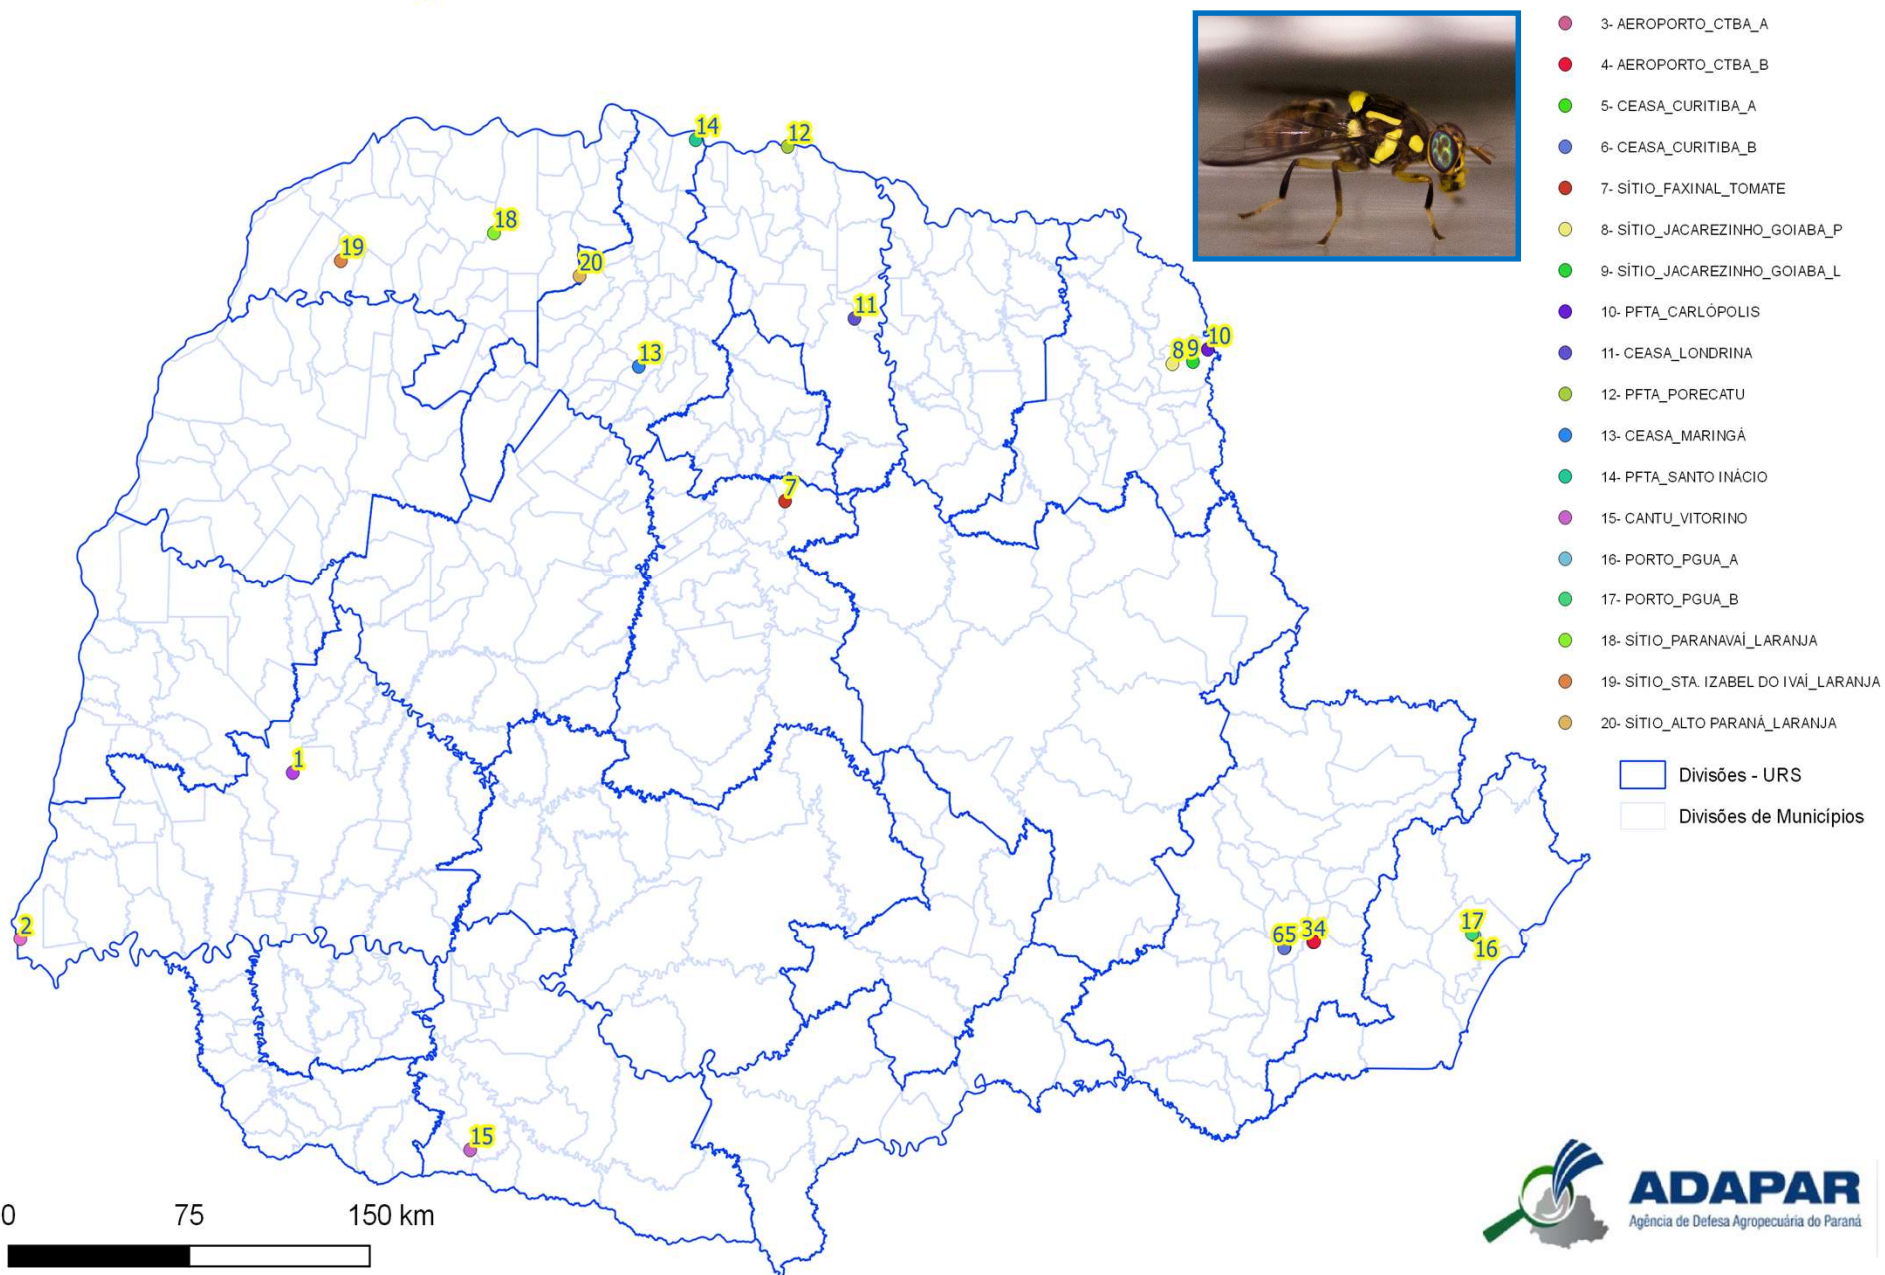 3- AEROPORTO_CTBA_A
4- AEROPORTO_CTBA_B
5- CEASA_CURITIBA_A
6- CEASA_CURITIBA_B
7- SÍTIO_FAXINAL_TOMATE
8- SÍTIO_JACAREZINHO_GOIABA_P
9- SÍTIO_JACAREZINHO_GOIABA_L
10- PFTA_CARLÓPOLIS
11- CEASA_LONDRINA
12- PFTA_PORECATU
13- CEASA_MARINGÁ
14- PFTA_SANTO INÁCIO
15- CANTU_VITORINO
16- PORTO_PGUA_A
17- PORTO_PGUA_B
18- SÍTIO_PARANAVAÍ_LARANJA
19- SÍTIO_STA. IZABEL DO IVAÍ_LARANJA
20- SÍTIO_ALTO PARANÁ_LARANJA
Divisões - URS
Divisões de Municípios
14
12
18
19
20
11
13
8 9 10
7
1
2
65 34
17
16
15
0 75 150 km
ADAPAR
Agência de Defesa Agropecuária do Paraná